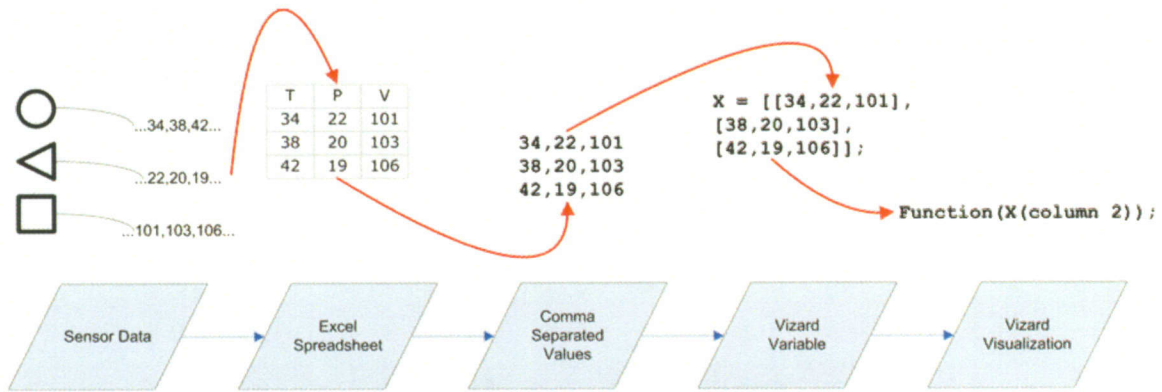 ...34,38,42...
...22,20,19...
...101,103,106...
T P V
34 22 101
38 20 103
42 19 106
34,22,101
38,20,103
42,19,106
X = [[34,22,101],
[38,20,103],
[42,19,106]];
Function(X(column 2));
Sensor Data
Excel
Spreadsheet
Comma
Separated
Values
Vizard
Variable
Vizard
Visualization